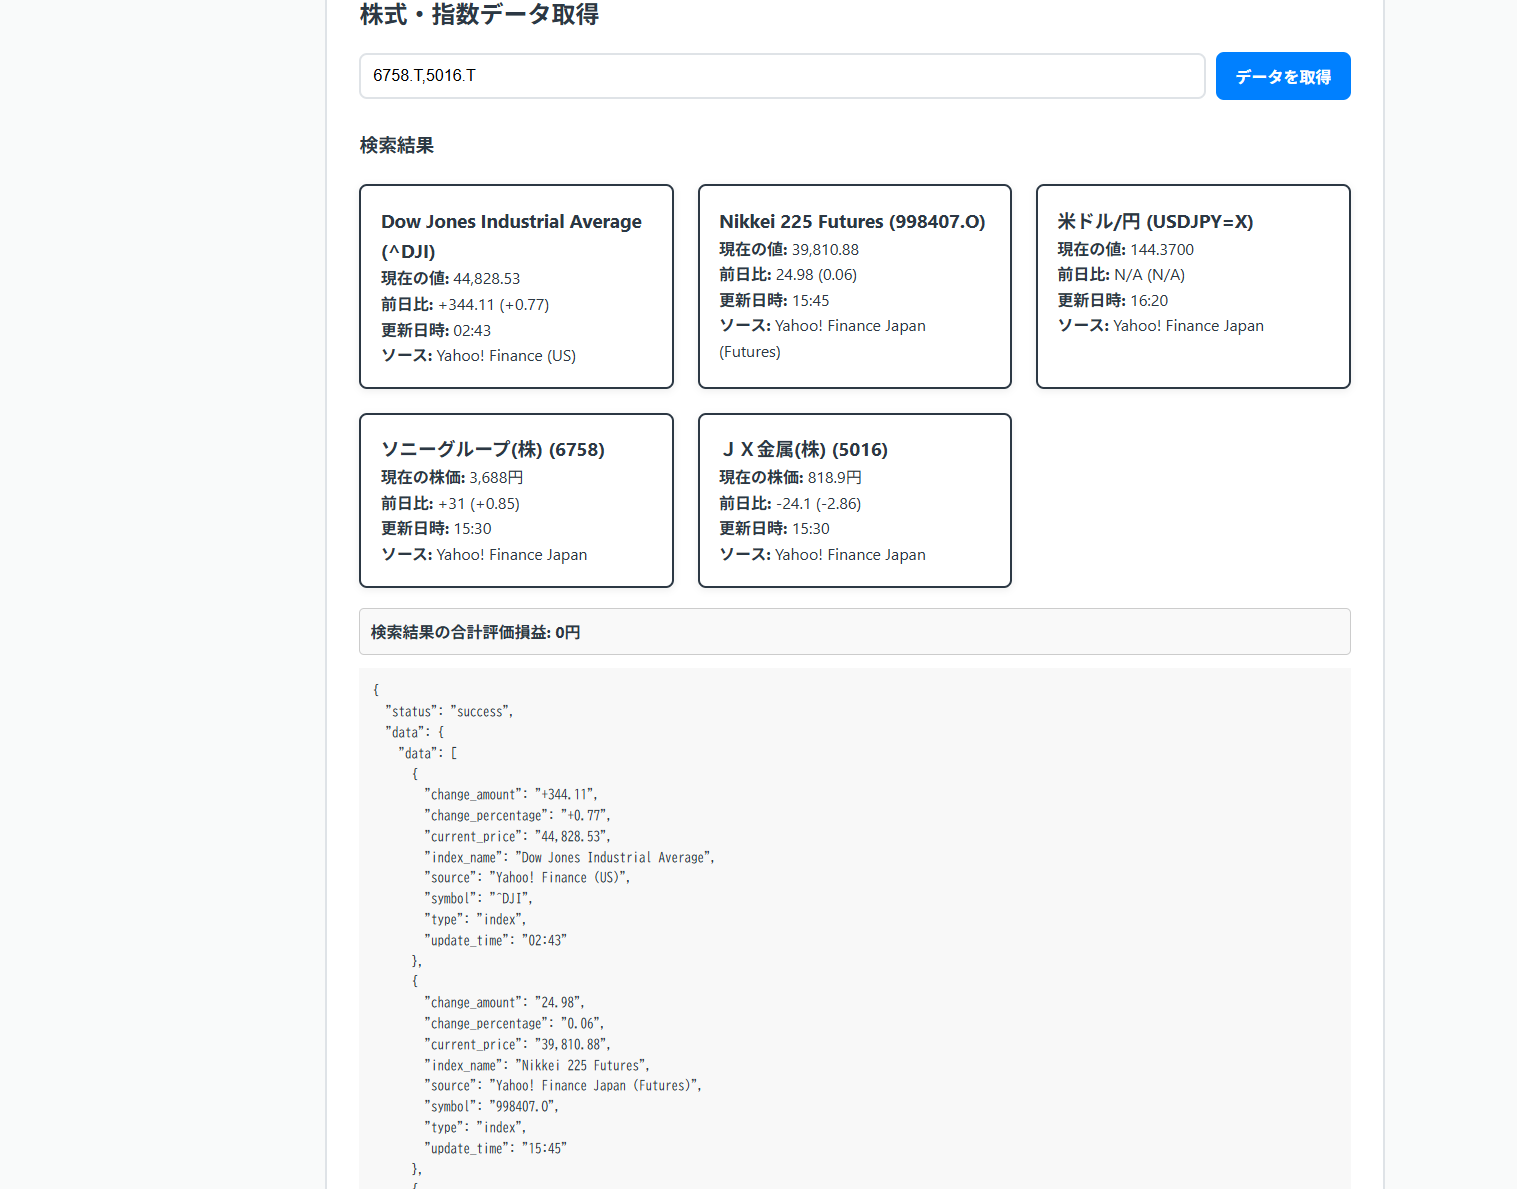 株式・指数データ取得
6758.T,5016.T
データを取得
検索結果
Dow Jones Industrial Average
(^DJI)
現在の値: 44,828.53
前日比: +344.11 (+0.77)
更新日時: 02:43
ソース: Yahoo! Finance (US)
Nikkei 225 Futures (998407.O)
現在の値: 39,810.88
前日比: 24.98 (0.06)
更新日時: 15:45
ソース: Yahoo! Finance Japan
(Futures)
米ドル/円 (USDJPY=X)
現在の値: 144.3700
前日比: N/A (N/A)
更新日時: 16:20
ソース: Yahoo! Finance Japan
ソニーグループ(株) (6758)
現在の株価: 3,688円
前日比: +31 (+0.85)
更新日時: 15:30
ソース: Yahoo! Finance Japan
ＪＸ金属(株) (5016)
現在の株価: 818.9円
前日比: -24.1 (-2.86)
更新日時: 15:30
ソース: Yahoo! Finance Japan
検索結果の合計評価損益: 0円
{
"status": "success",
"data": {
"data": [
{
"change_amount": "+344.11",
"change_percentage": "+0.77",
"current_price": "44,828.53",
"index_name": "Dow Jones Industrial Average",
"source": "Yahoo! Finance (US)",
"symbol": "^DJI",
"type": "index",
"update_time": "02:43"
},
{
"change_amount": "24.98",
"change_percentage": "0.06",
"current_price": "39,810.88",
"index_name": "Nikkei 225 Futures",
"source": "Yahoo! Finance Japan (Futures)",
"symbol": "998407.O",
"type": "index",
"update_time": "15:45"
},
{